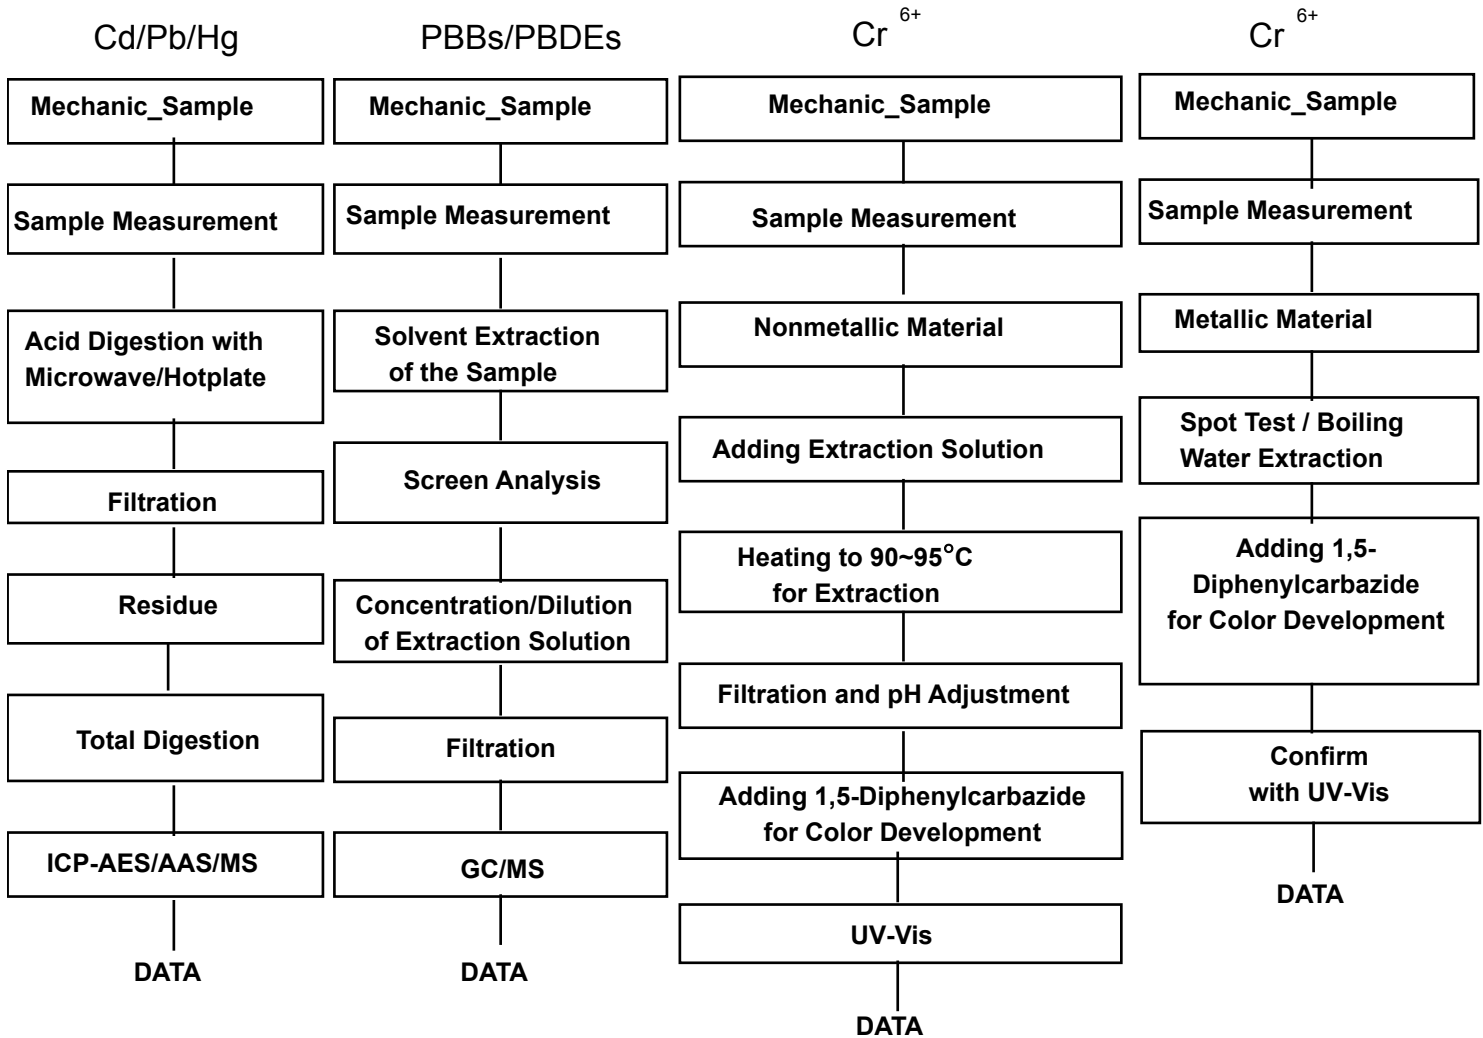 Cd/Pb/Hg
Mechanic_Sample
Sample Measurement
Acid Digestion with
Microwave/Hotplate
Filtration
Residue
Total Digestion
ICP-AES/AAS/MS
DATA
PBBs/PBDEs
Mechanic_Sample
Sample Measurement
Solvent Extraction
of the Sample
Screen Analysis
Concentration/Dilution
of Extraction Solution
Filtration
GC/MS
DATA
Cr 6+
Mechanic_Sample
Sample Measurement
Nonmetallic Material
Adding Extraction Solution
Heating to 90~95°C
for Extraction
Filtration and pH Adjustment
Adding 1,5-Diphenylcarbazide
for Color Development
UV-Vis
DATA
Cr 6+
Mechanic_Sample
Sample Measurement
Metallic Material
Spot Test / Boiling
Water Extraction
Adding 1,5-
Diphenylcarbazide
for Color Development
Confirm
with UV-Vis
DATA